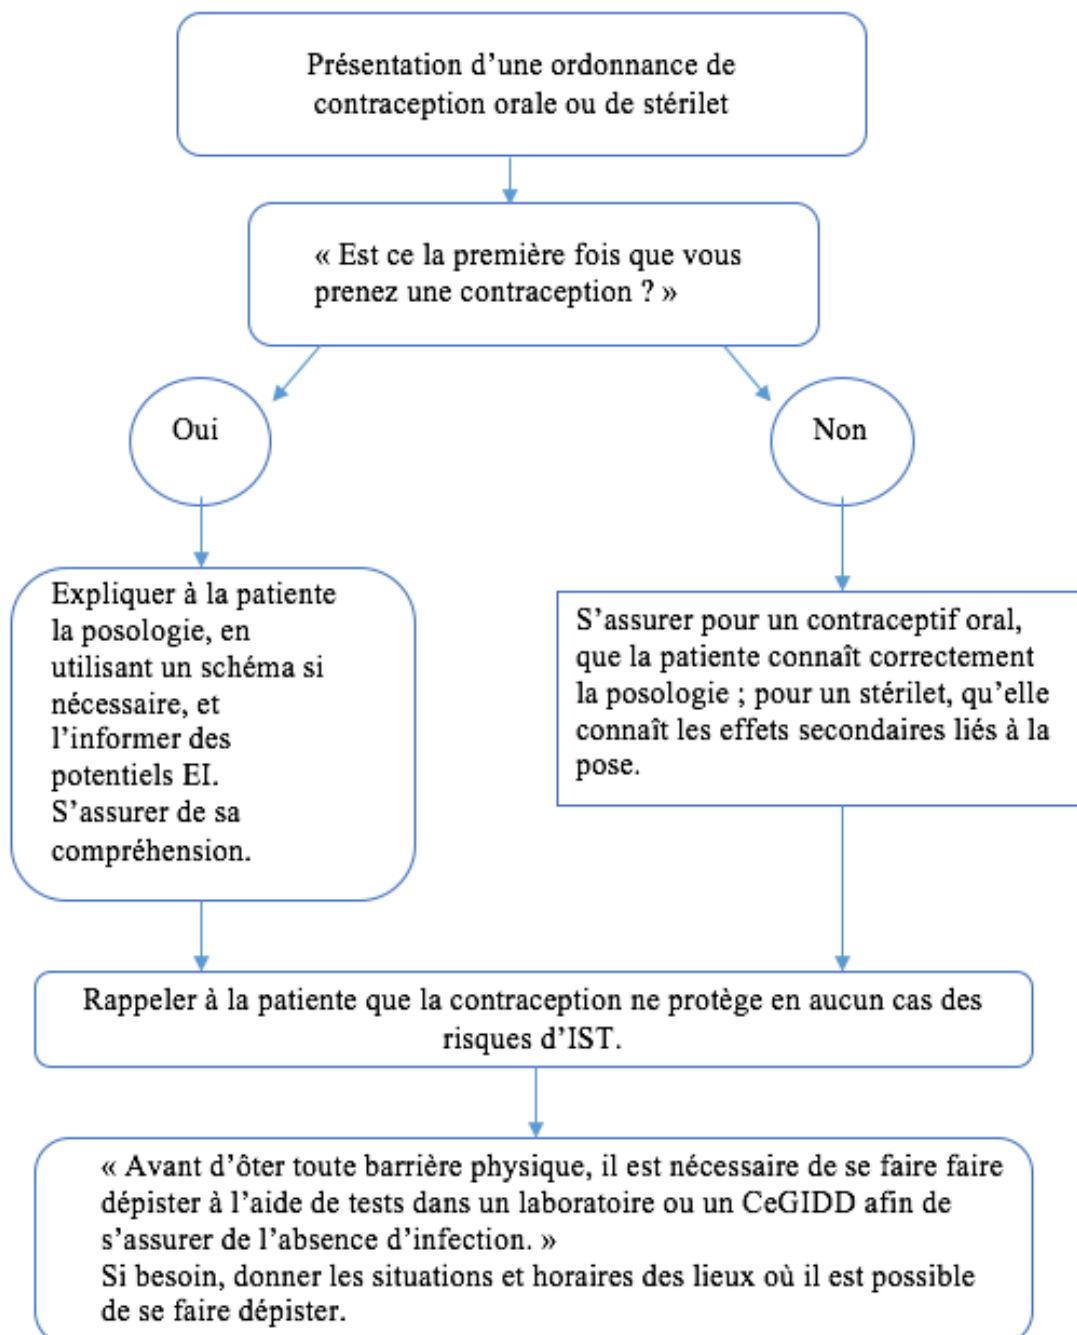 Présentation d'une ordonnance de
contraception orale ou de stérilet
« Est ce la première fois que vous
prenez une contraception ? »
Oui
Non
Expliquer à la patiente
la posologie, en
utilisant un schéma si
nécessaire, et
l'informer des
potentiels EI.
S'assurer de sa
compréhension.
S'assurer pour un contraceptif oral,
que la patiente connaît correctement
la posologie ; pour un stérilet, qu'elle
connaît les effets secondaires liés à la
pose.
Rappeler à la patiente que la contraception ne protège en aucun cas des
risques d'IST.
« Avant d'ôter toute barrière physique, il est nécessaire de se faire faire
dépister à l'aide de tests dans un laboratoire ou un CeGIDD afin de
s'assurer de l'absence d'infection. »
Si besoin, donner les situations et horaires des lieux où il est possible
de se faire dépister.